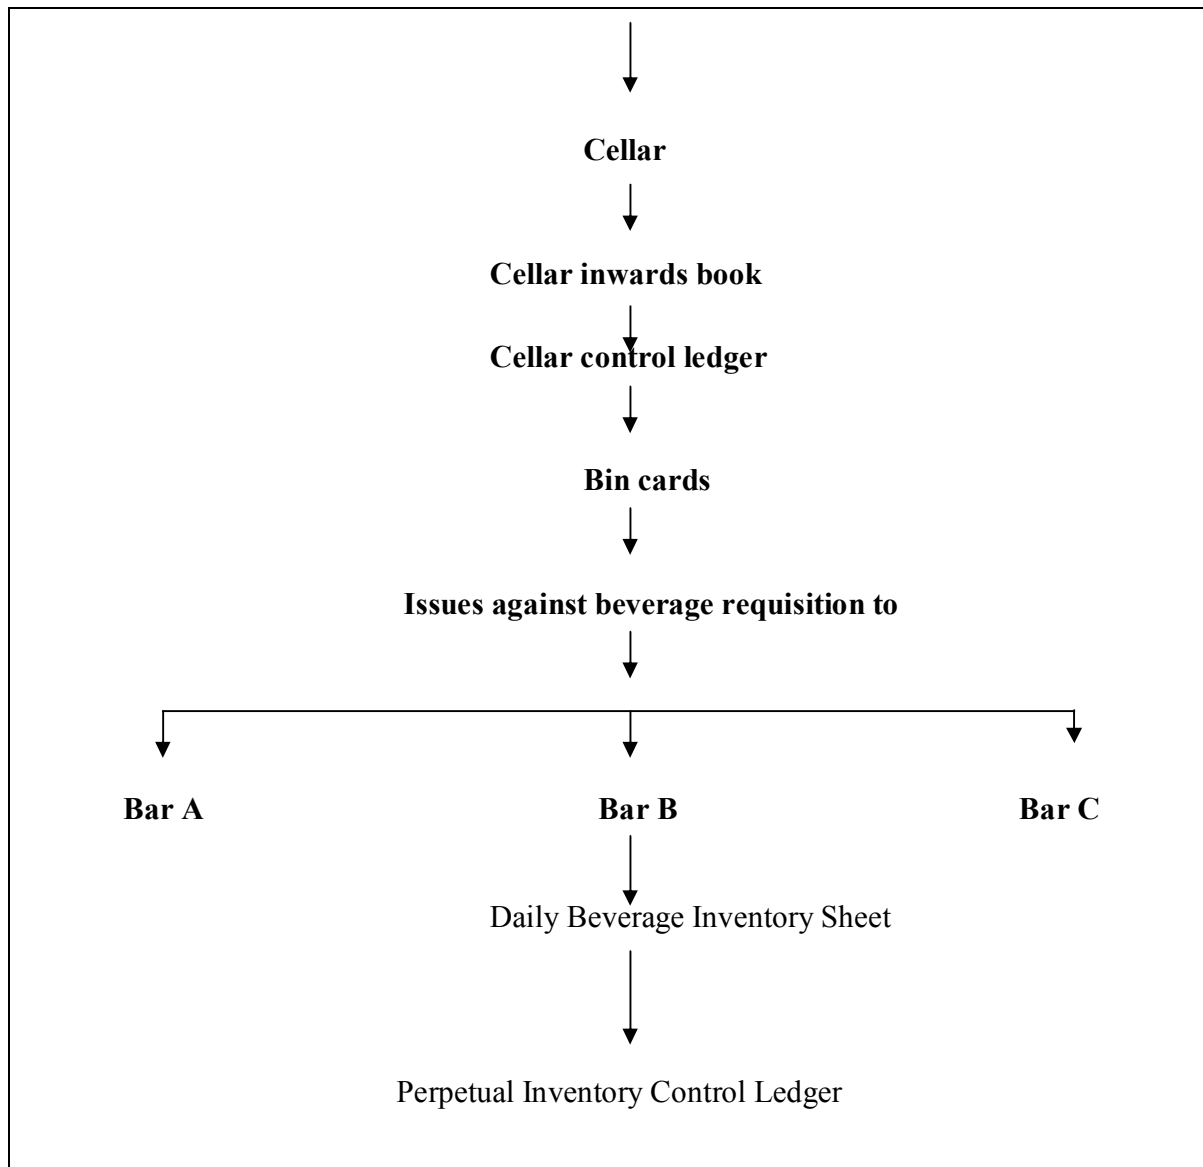 Cellar
Cellar inwards book
Cellar control ledger
Bin cards
Issues against beverage requisition to
Bar A Bar B Bar C
Daily Beverage Inventory Sheet
Perpetual Inventory Control Ledger